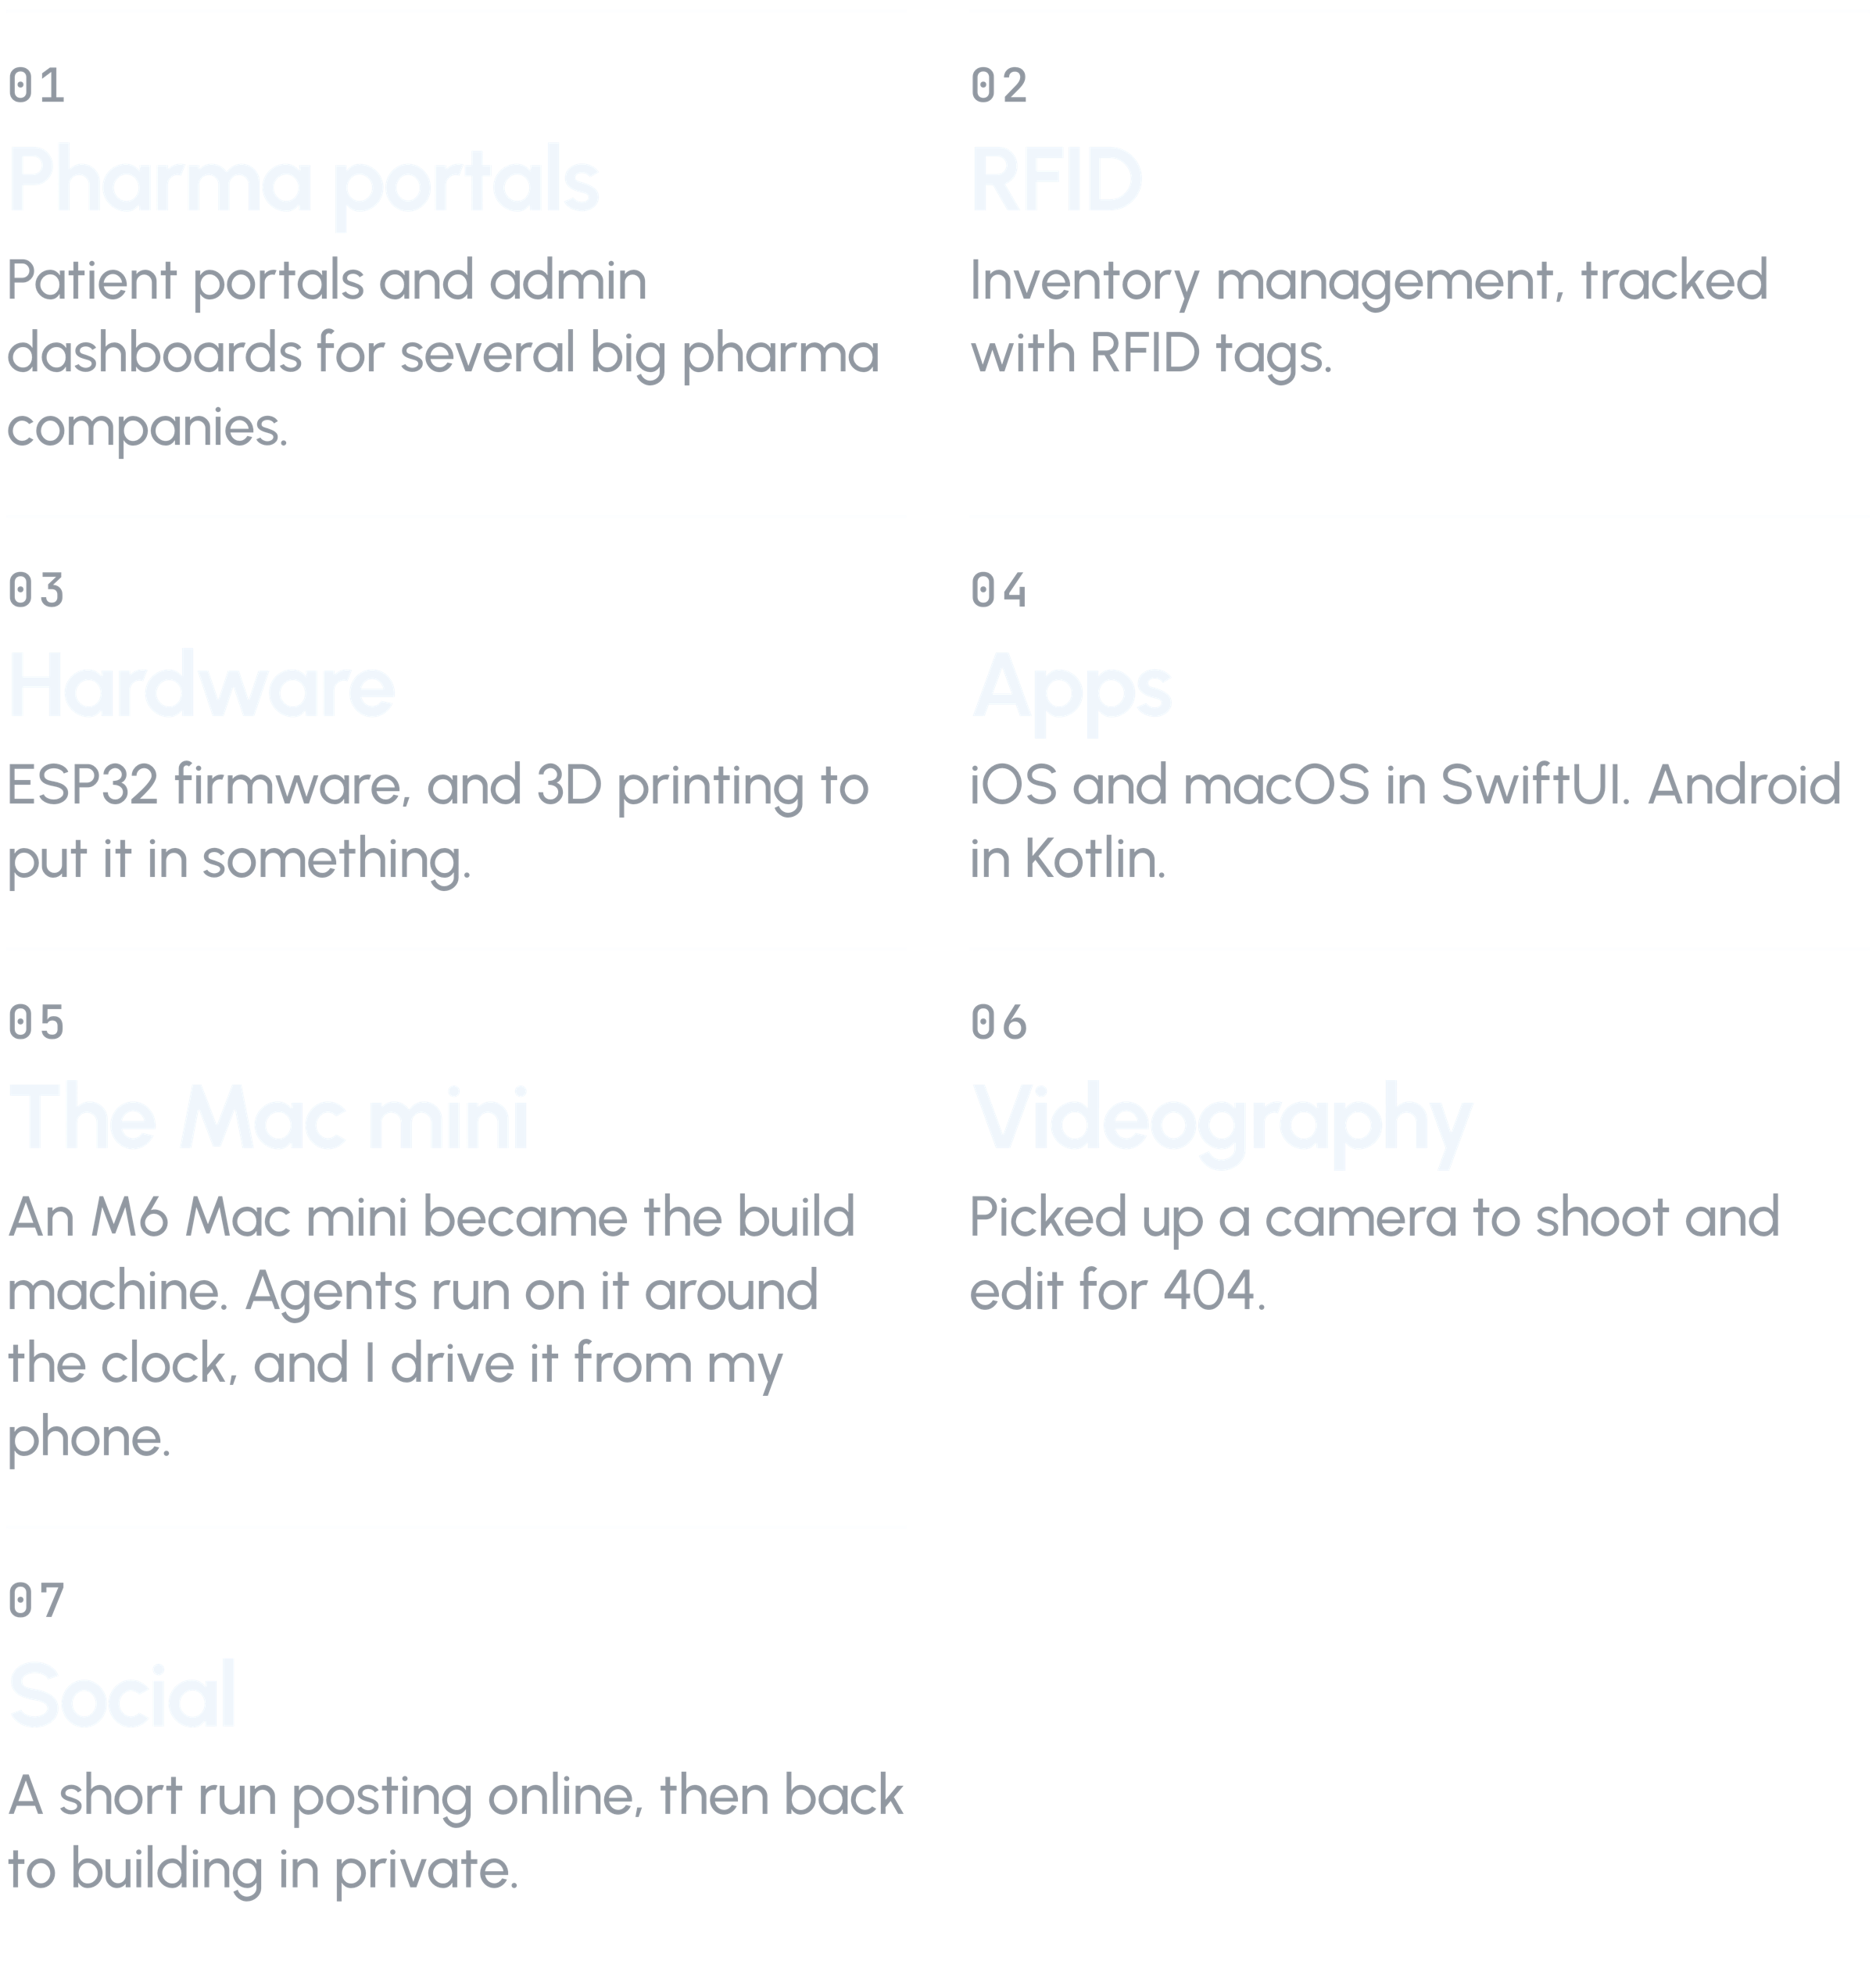 01
Pharma portals
Patient portals and admin
dashboards for several big pharma
companies.
02
RFID
Inventory management, tracked
with RFID tags.
03
Hardware
ESP32 firmware, and 3D printing to
put it in something.
04
Apps
iOS and macOS in SwiftUI. Android
in Kotlin.
05
The Mac mini
An M6 Mac mini became the build
machine. Agents run on it around
the clock, and I drive it from my
phone.
06
Videography
Picked up a camera to shoot and
edit for 404.
07
Social
A short run posting online, then back
to building in private.